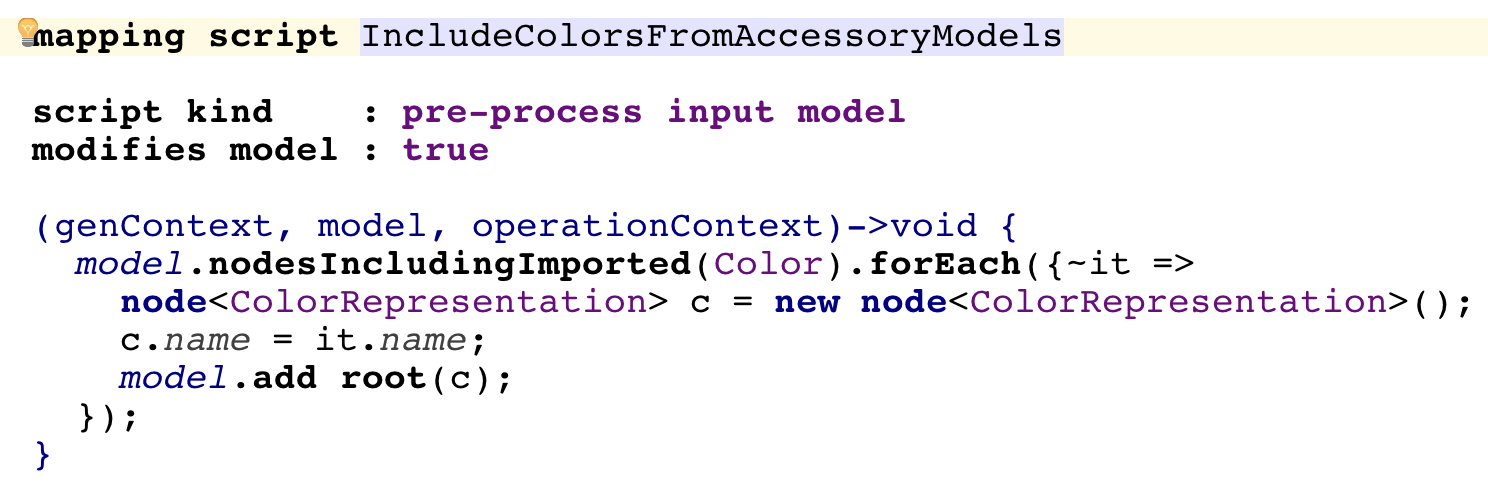 mapping script IncludeColorsFromAccessoryModels
script kind    : pre-process input model
modifies model : true
(genContext, model, operationContext)->void {
  model.nodesIncludingImported(Color).forEach({~it =>
    node<ColorRepresentation> c = new node<ColorRepresentation>();
    c.name = it.name;
    model.add root(c);
  });
}